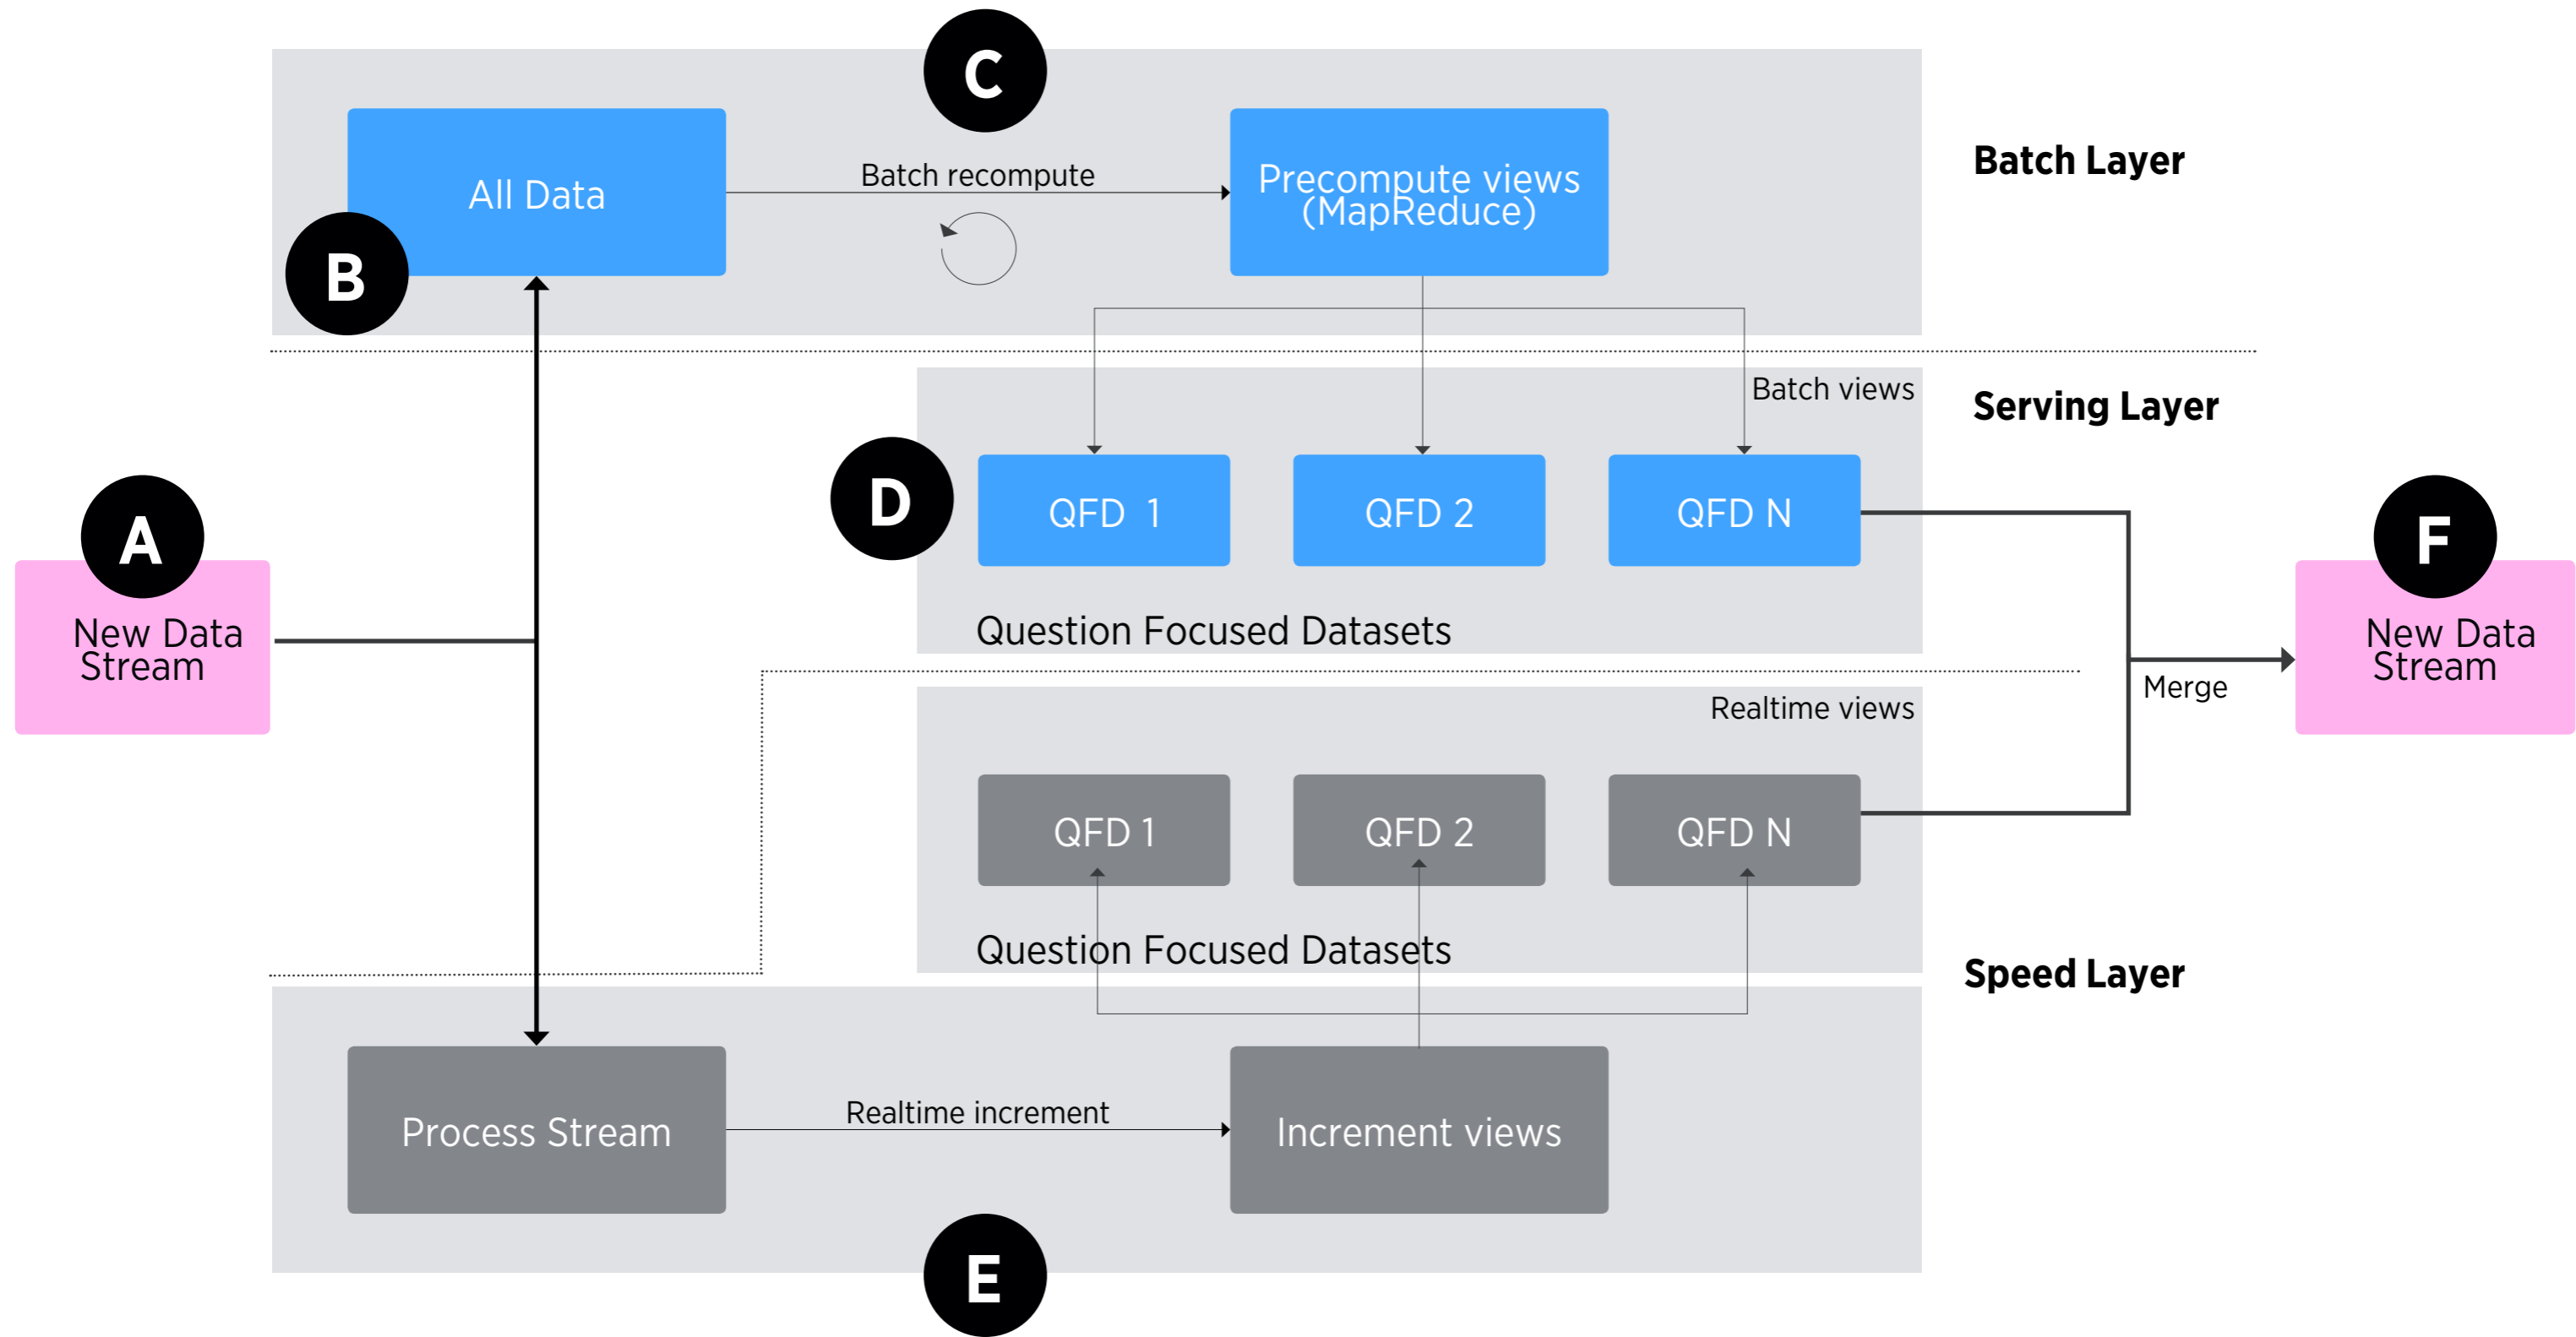 C
All Data
Batch recompute
Precompute views
(MapReduce)
Batch Layer
B
Batch views
Serving Layer
D
QFD 1
QFD 2
QFD N
Question Focused Datasets
A
New Data
Stream
F
New Data
Stream
Merge
Realtime views
QFD 1
QFD 2
QFD N
Question Focused Datasets
Speed Layer
Process Stream
Realtime increment
Increment views
E